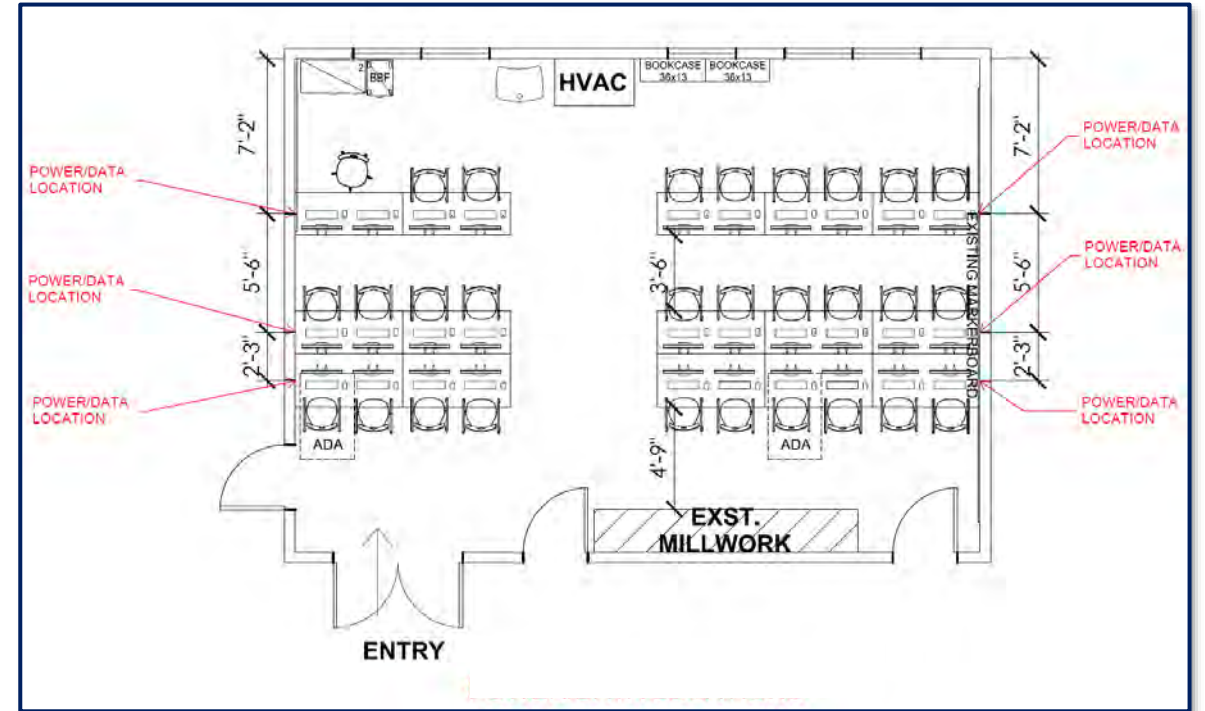 2
BBF
HVAC
BOOKCASE
36x13
BOOKCASE
36x13
7'-2"
7'-2"
POWER/DATA
LOCATION
POWER/DATA
LOCATION
5'-6"
3'-6"
EXISTING MARKERBOARD
5'-6"
POWER/DATA
LOCATION
POWER/DATA
LOCATION
2'-3"
2'-3"
POWER/DATA
LOCATION
POWER/DATA
LOCATION
ADA
ADA
4'-9"
EXST.
MILLWORK
ENTRY